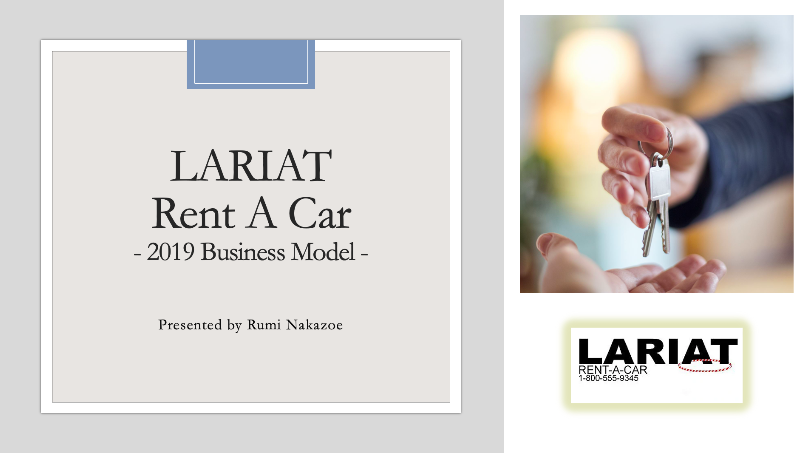 LARIAT
Rent A Car
- 2019 Business Model -
Presented by Rumi Nakazoe
LARIAT
RENT-A-CAR
1-800-555-9345